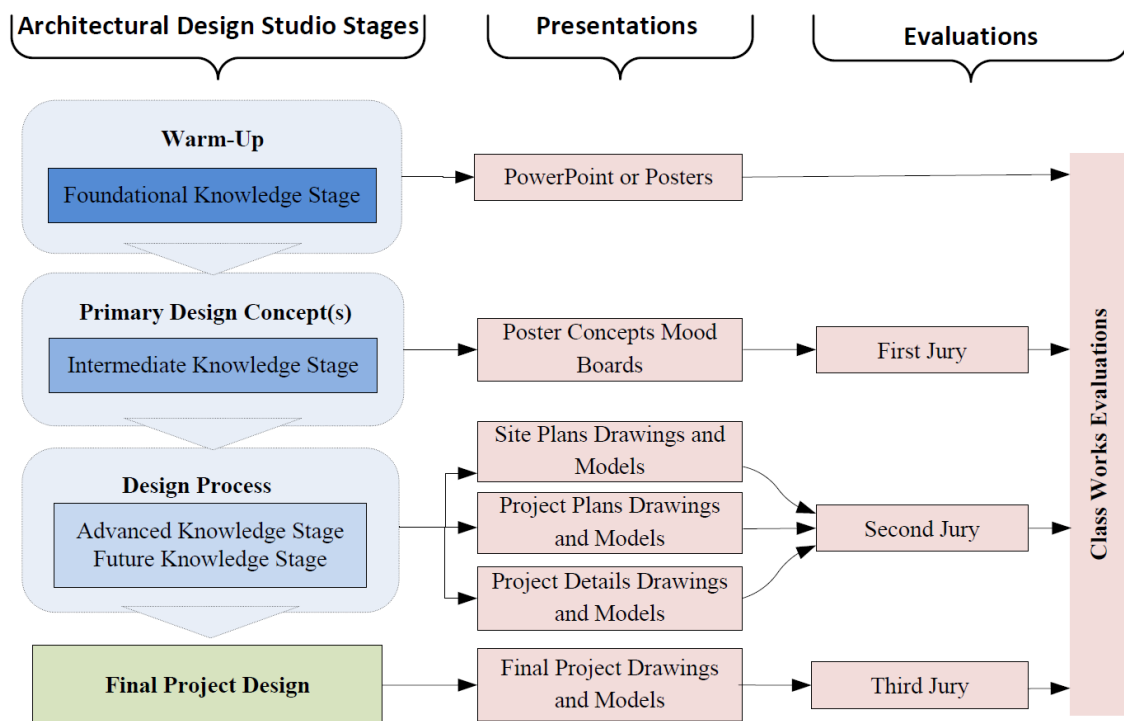 Architectural Design Studio Stages
Presentations
Evaluations
Warm-Up
Foundational Knowledge Stage
PowerPoint or Posters
Primary Design Concept(s)
Intermediate Knowledge Stage
Poster Concepts Mood
Boards
First Jury
Design Process
Advanced Knowledge Stage
Future Knowledge Stage
Site Plans Drawings and
Models
Project Plans Drawings
and Models
Project Details Drawings
and Models
Second Jury
Final Project Design
Final Project Drawings
and Models
Third Jury
Class Works Evaluations